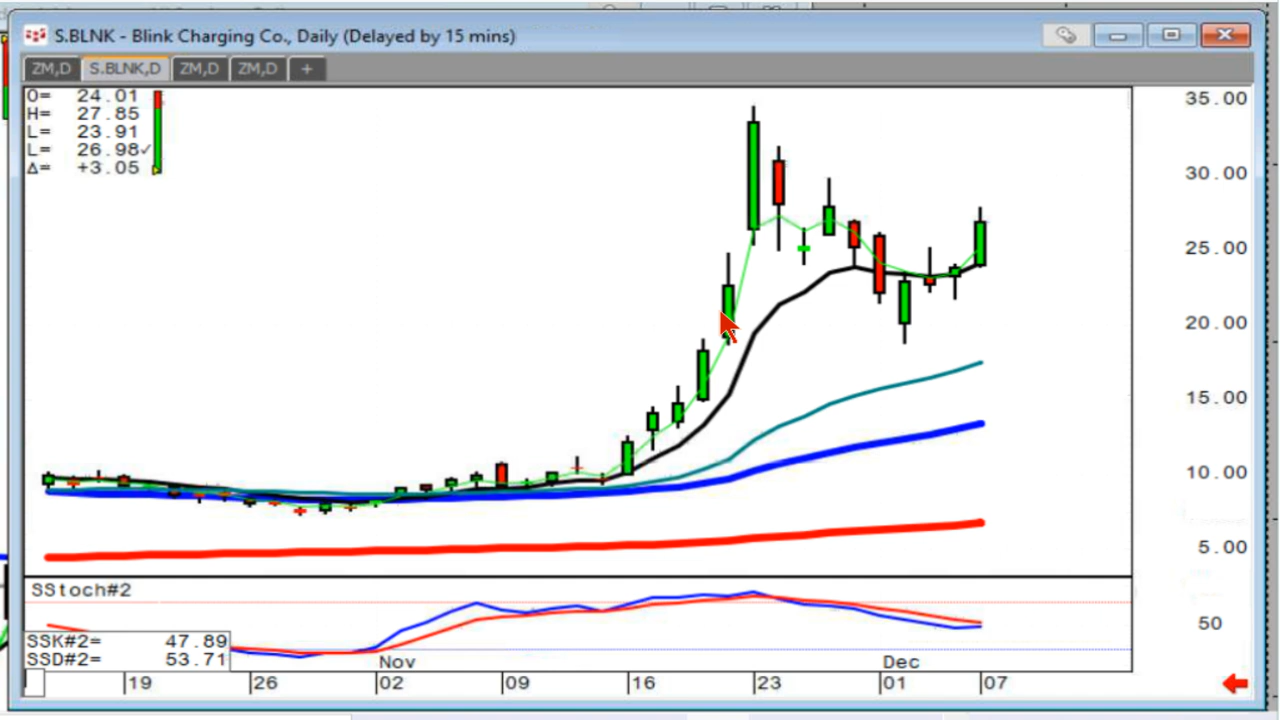 S.BLNK - Blink Charging Co., Daily (Delayed by 15 mins)
ZM,D S.BLNK,D ZM,D ZM,D +
O= 24.01
H= 27.85
L= 23.91
L= 26.98✓
Δ= +3.05
35.00
30.00
25.00
20.00
15.00
10.00
5.00
SStoch#2
50
SSK#2= 47.89
SSD#2= 53.71
Nov Dec
19 26 02 09 16 23 01 07